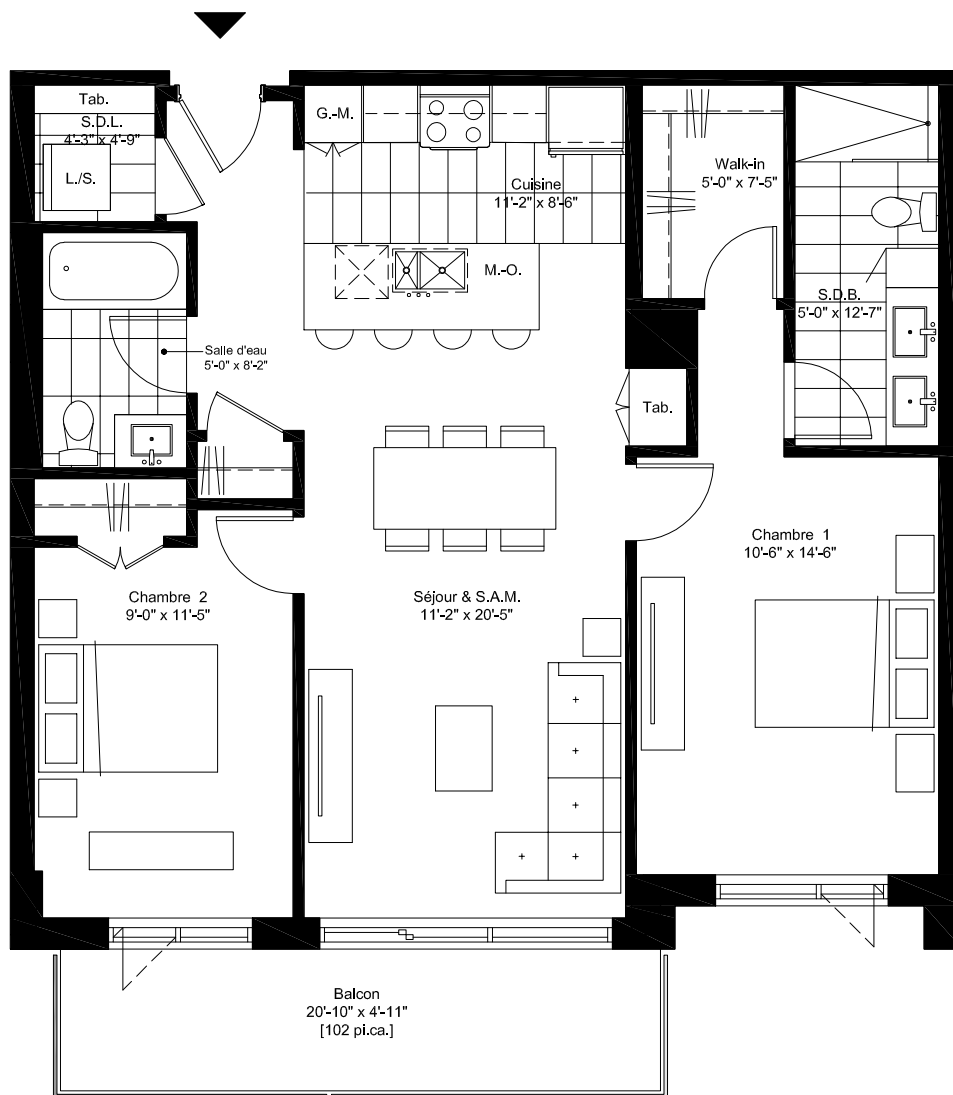 Tab.
S.D.L.
4'-3" x 4'-9"
L./S.
G.-M.
Cuisine
11'-2" x 8'-6"
Walk-in
5'-0" x 7'-5"
M.-O.
S.D.B.
5'-0" x 12'-7"
Salle d'eau
5'-0" x 8'-2"
Tab.
Chambre 1
10'-6" x 14'-6"
Chambre 2
9'-0" x 11'-5"
Séjour & S.A.M.
11'-2" x 20'-5"
Balcon
20'-10" x 4'-11"
[102 pi.ca.]